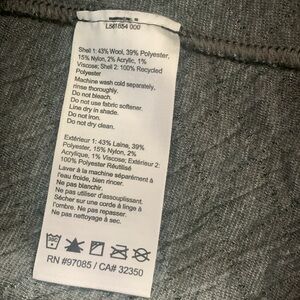 L581654 000
Shell 1: 43% Wool, 39% Polyester,
15% Nylon, 2% Acrylic, 1%
Viscose; Shell 2: 100% Recycled
Polyester
Machine wash cold separately,
rinse thoroughly.
Do not bleach.
Do not use fabric softener.
Line dry in shade.
Do not iron.
Do not dry clean.
Extérieur 1: 43% Laine, 39%
Polyester, 15% Nylon, 2%
Acrylique, 1% Viscose; Extérieur 2:
100% Polyester Réutilisé
Laver à la machine séparément à
l'eau froide, bien rincer.
Ne pas blanchir.
Ne pas utiliser d'assouplissant.
Sécher sur une corde à linge à
l'ombre. Ne pas repasser.
Ne pas nettoyage à sec.
RN #97085 / CA# 32350